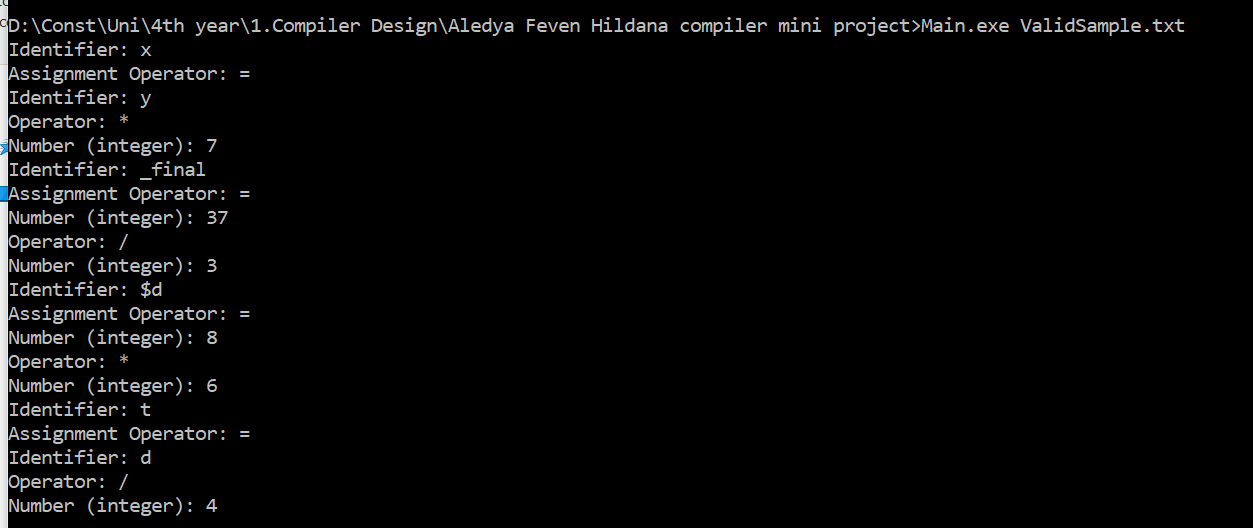 D:\Const\Uni\4th year\1.Compiler Design\Aledya Feven Hildana compiler mini project>Main.exe ValidSample.txt
Identifier: x
Assignment Operator: =
Identifier: y
Operator: *
Number (integer): 7
Identifier: _final
Assignment Operator: =
Number (integer): 37
Operator: /
Number (integer): 3
Identifier: $d
Assignment Operator: =
Number (integer): 8
Operator: *
Number (integer): 6
Identifier: t
Assignment Operator: =
Identifier: d
Operator: /
Number (integer): 4